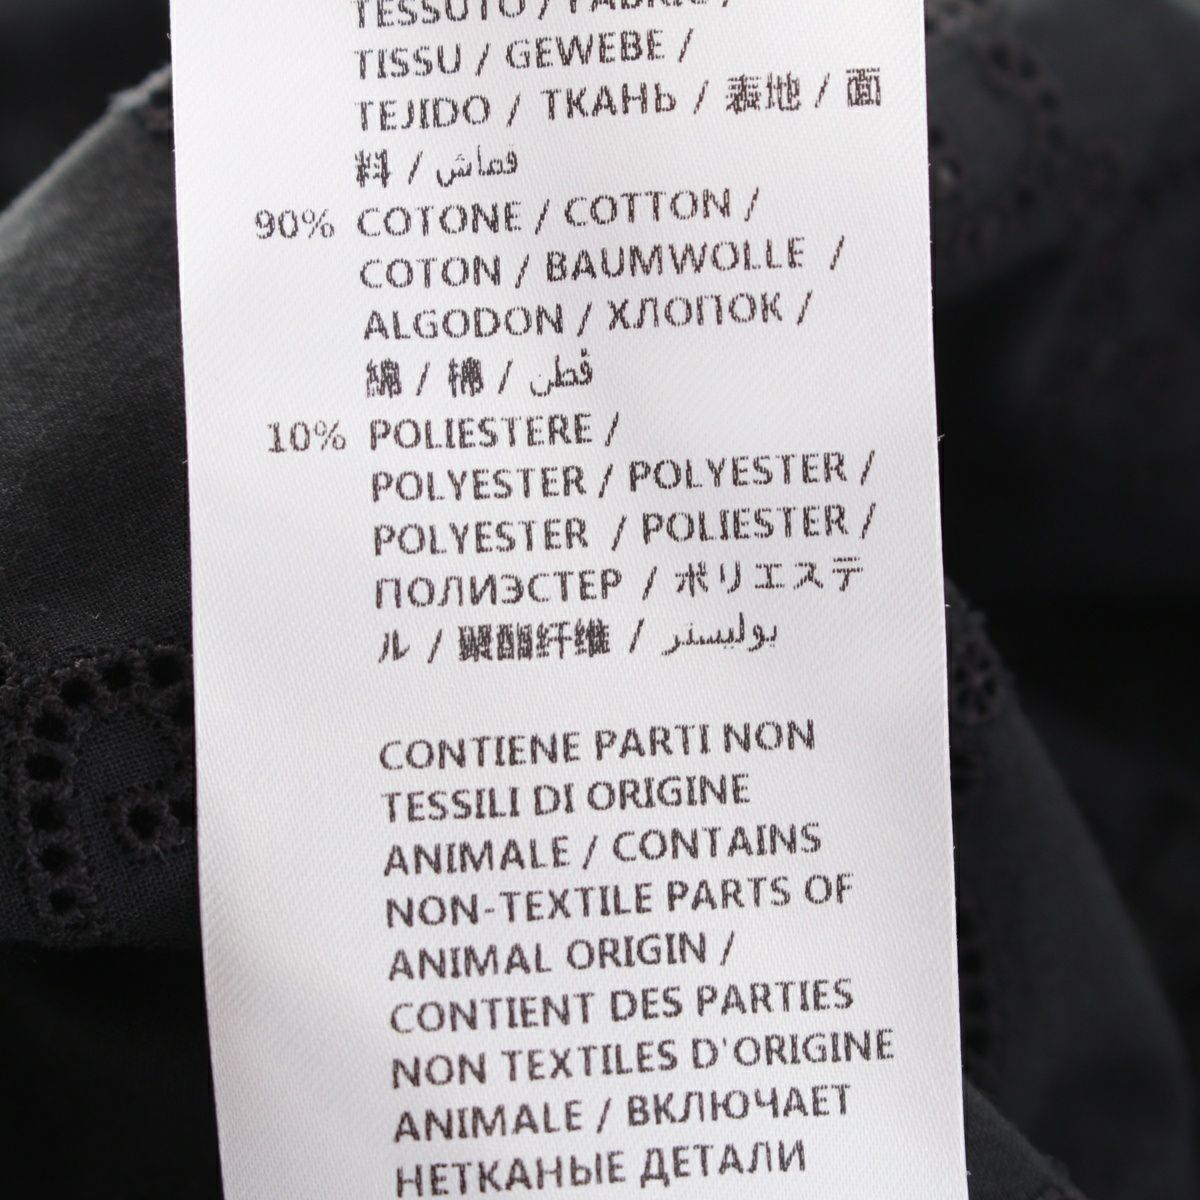 TESSUTO / FABRIC /
TISSU / GEWEBE /
TEJIDO / ТКАНЬ / 表地 / 面
料 / قماش
90% COTONE / COTTON /
COTON / BAUMWOLLE /
ALGODON / ХЛОПОК /
綿 / 棉 / قطن
10% POLIESTERE /
POLYESTER / POLYESTER /
POLYESTER / POLIESTER /
ПОЛИЭСТЕР / ポリエステ
ル / 聚酯纤维 / بوليستر
CONTIENE PARTI NON
TESSILI DI ORIGINE
ANIMALE / CONTAINS
NON-TEXTILE PARTS OF
ANIMAL ORIGIN /
CONTIENT DES PARTIES
NON TEXTILES D'ORIGINE
ANIMALE / ВКЛЮЧАЕТ
НЕТКАНЫЕ ДЕТАЛИ